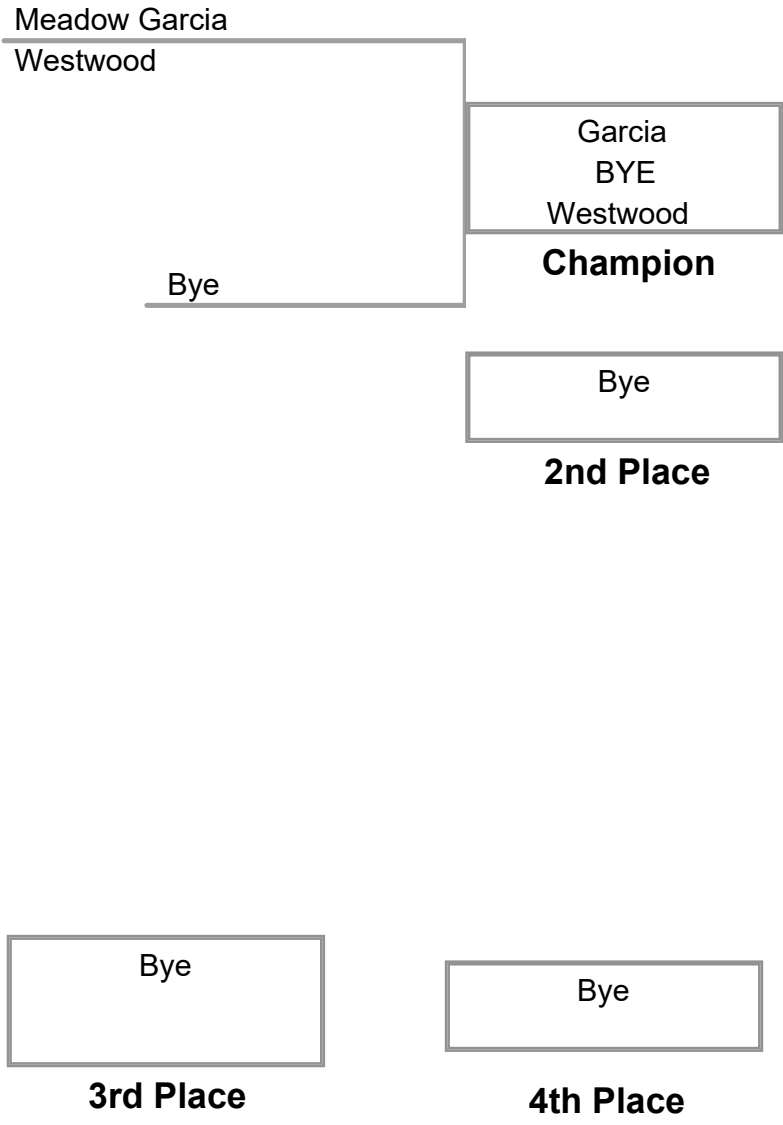 Meadow Garcia
Westwood
Garcia
BYE
Westwood
Champion
Bye
Bye
2nd Place
Bye
3rd Place
Bye
4th Place